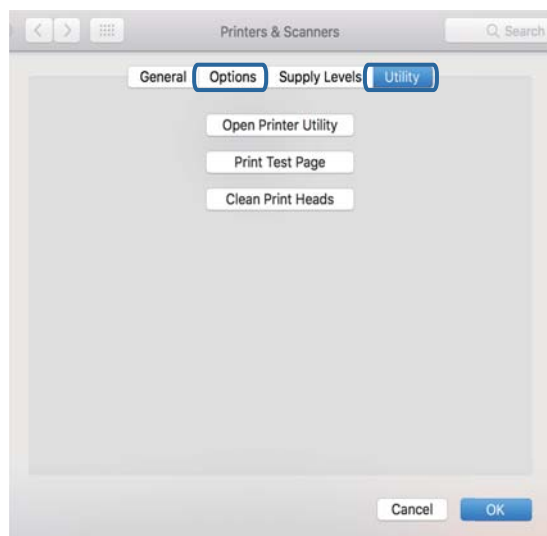 Printers & Scanners
Search
General Options Supply Levels Utility
Open Printer Utility
Print Test Page
Clean Print Heads
Cancel OK